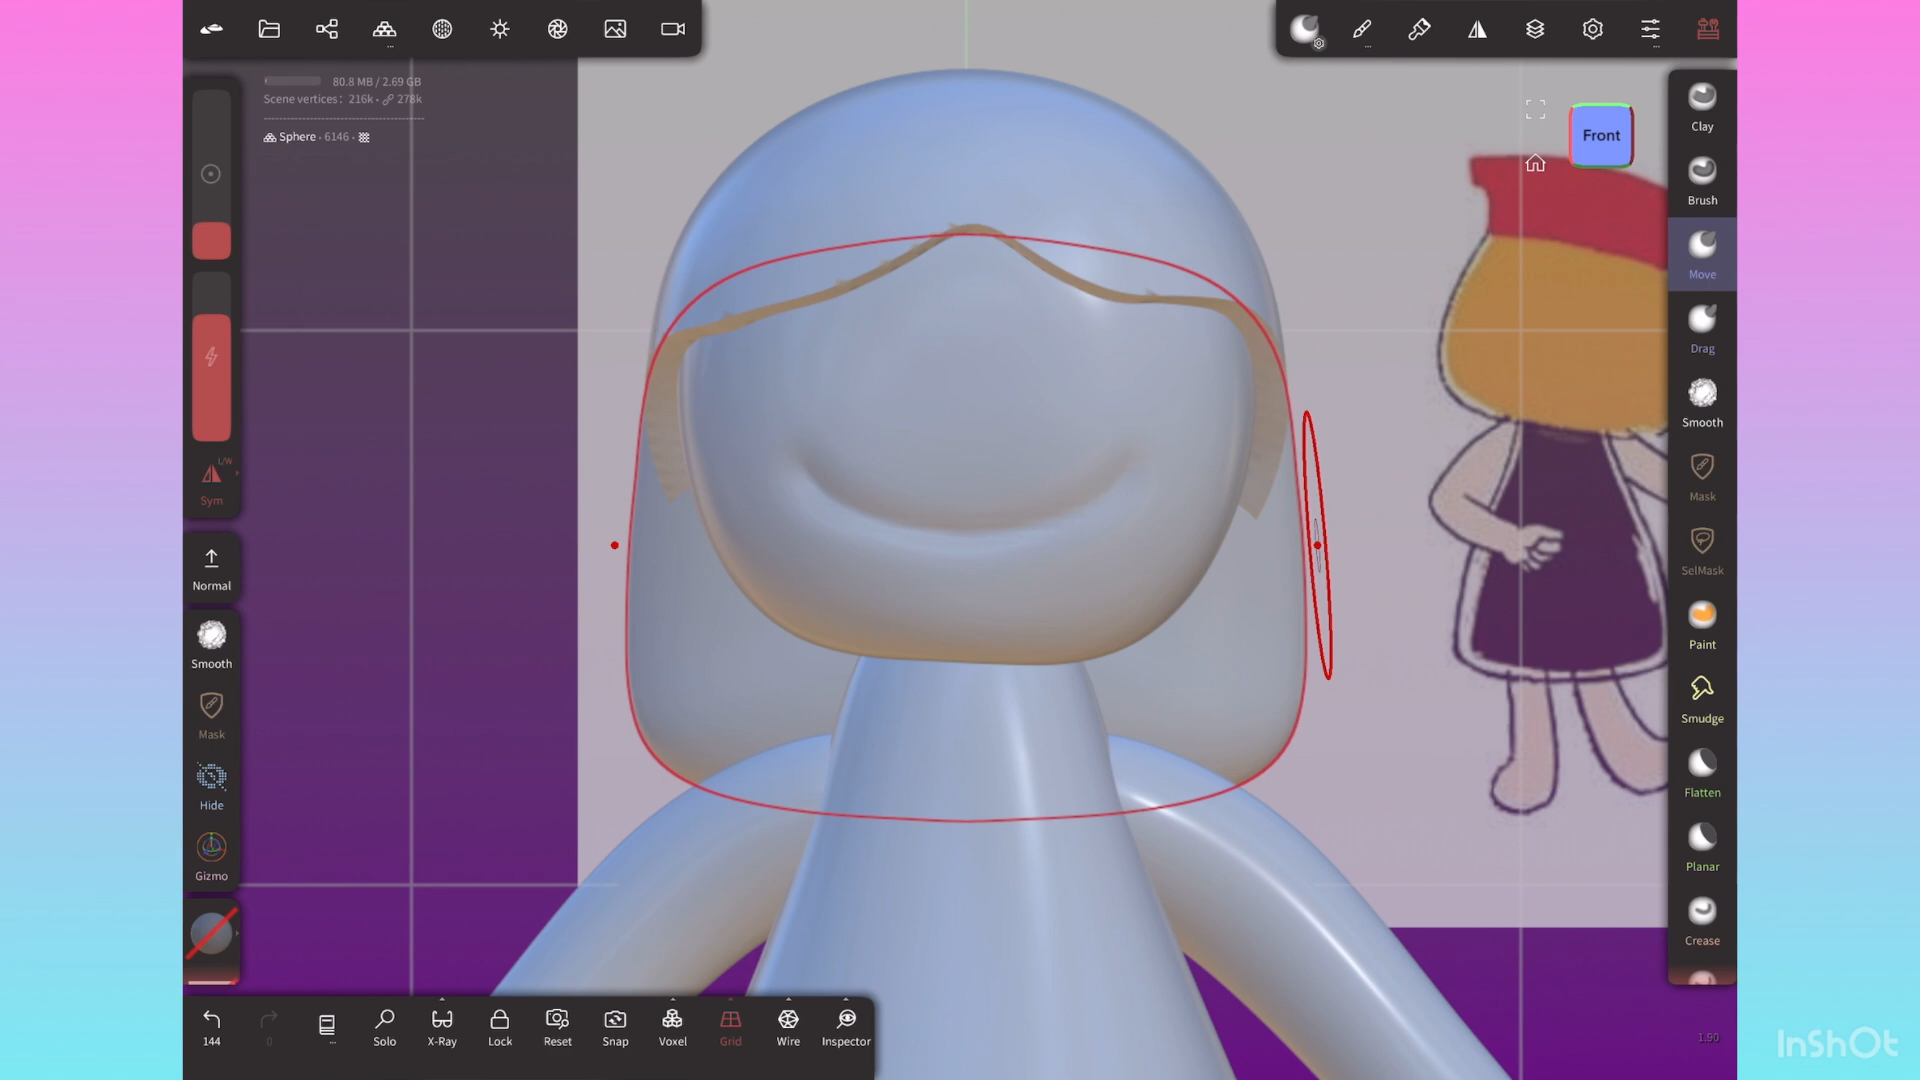 80.8 MB / 2.69 GB
Scene vertices: 216k • 278k
Sphere • 6146 •
Front
Clay
Brush
Move
Drag
Smooth
Mask
SelMask
Paint
Smudge
Flatten
Planar
Crease
L/W
Sym
Normal
Smooth
Mask
Hide
Gizmo
144
0
...
Solo
X-Ray
Lock
Reset
Snap
Voxel
Grid
Wire
Inspector
1.90
InShOt